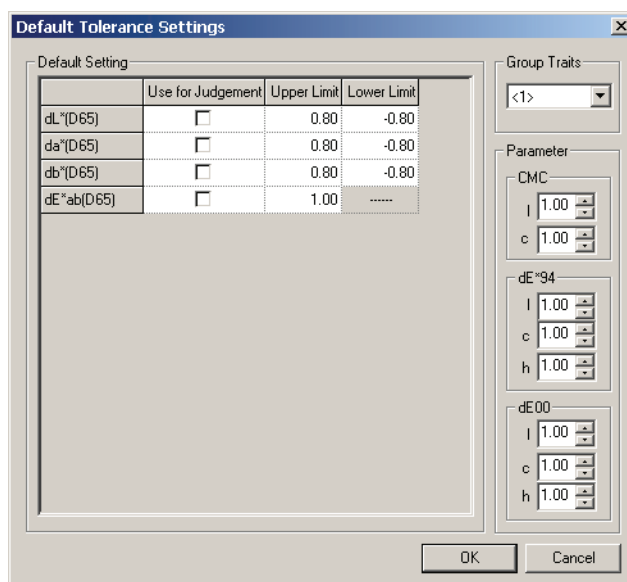 Default Tolerance Settings
Default Setting
Use for Judgement Upper Limit Lower Limit
dL*(D65) 0.80 -0.80
da*(D65) 0.80 -0.80
db*(D65) 0.80 -0.80
dE*ab(D65) 1.00 ------
Group Traits
<1>
Parameter
CMC
l 1.00
c 1.00
dE*94
l 1.00
c 1.00
h 1.00
dE00
l 1.00
c 1.00
h 1.00
OK Cancel